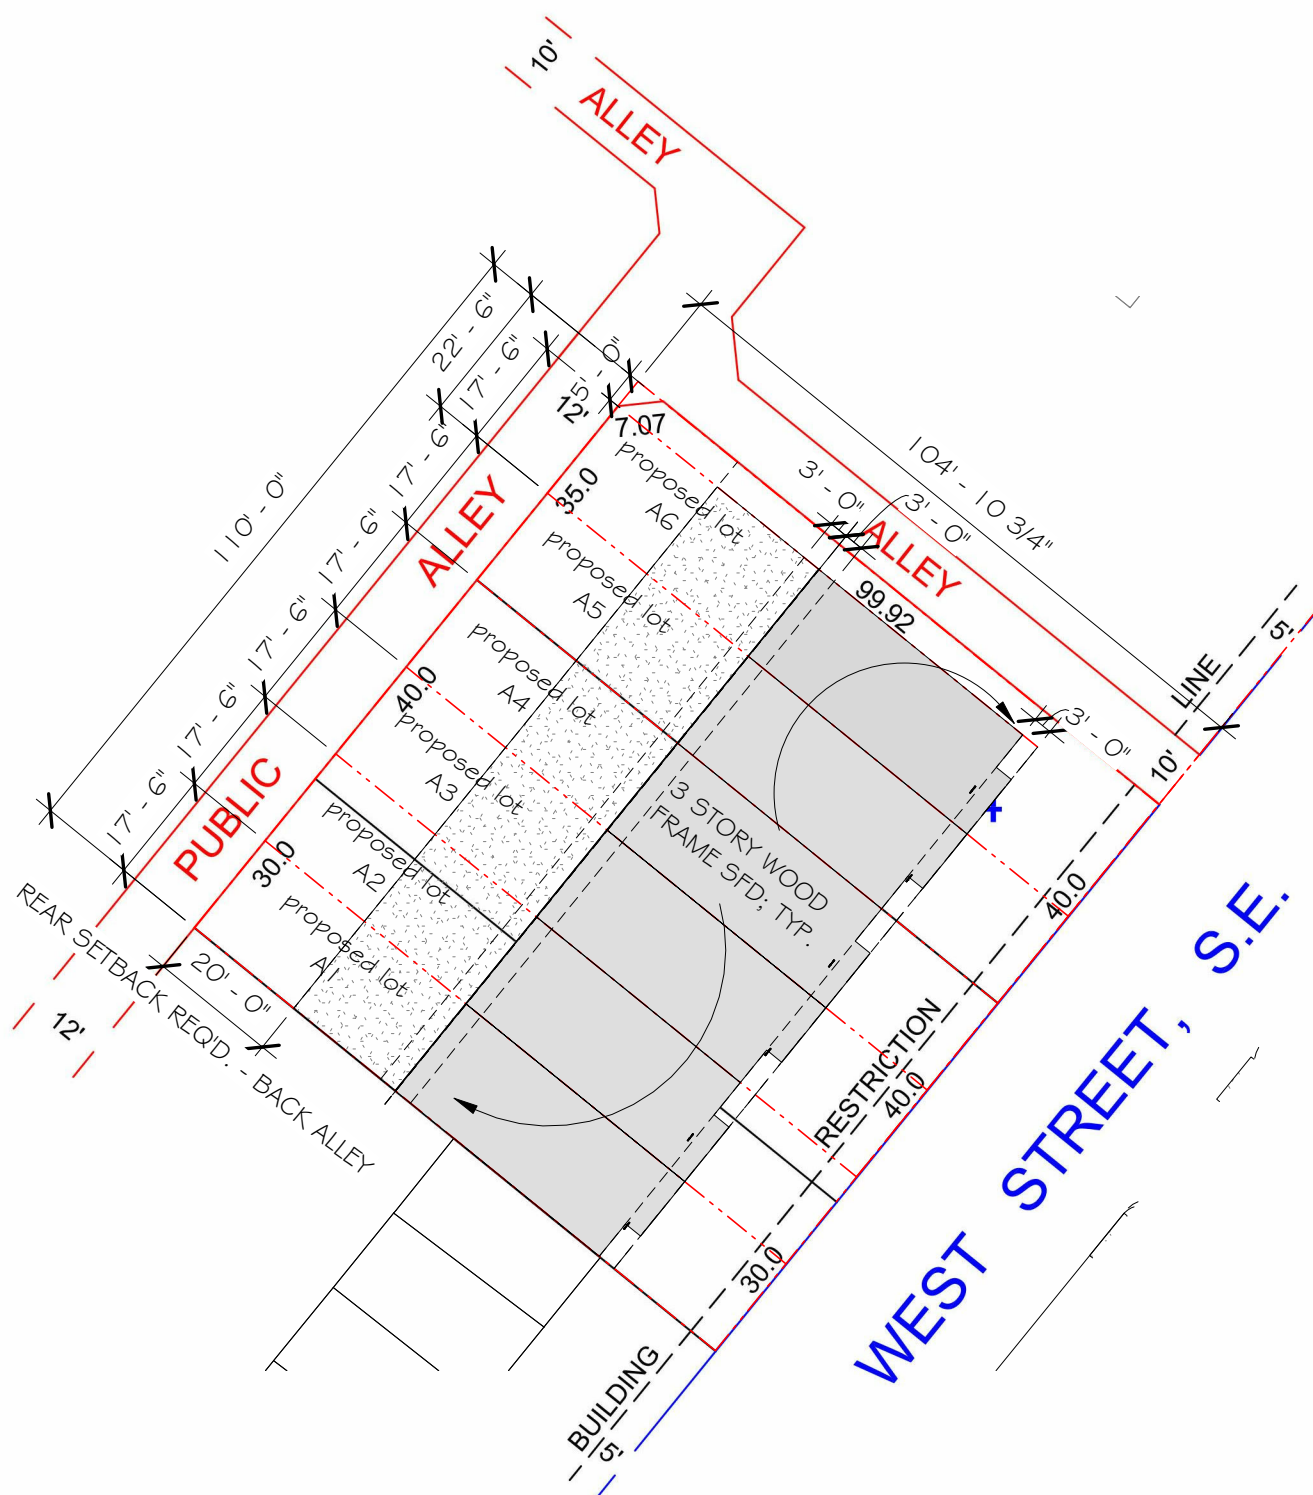 10'
ALLEY
22' - 6"
17' - 6"
5' - 0"
12'
7.07
110' - 0"
17' - 6"
17' - 6"
17' - 6"
17' - 6"
17' - 6"
PUBLIC ALLEY
35.0
40.0
30.0
proposed lot
A6
proposed lot
A5
proposed lot
A4
proposed lot
A3
proposed lot
A2
proposed lot
A1
3' - 0"
3' - 0"
104' - 10 3/4"
ALLEY
99.92
3' - 0"
3 STORY WOOD
FRAME SFD; TYP.
5'
10'
40.0
40.0
30.0
BUILDING RESTRICTION LINE
5'
WEST STREET, S.E.
20' - 0"
REAR SETBACK REQ'D. - BACK ALLEY
12'